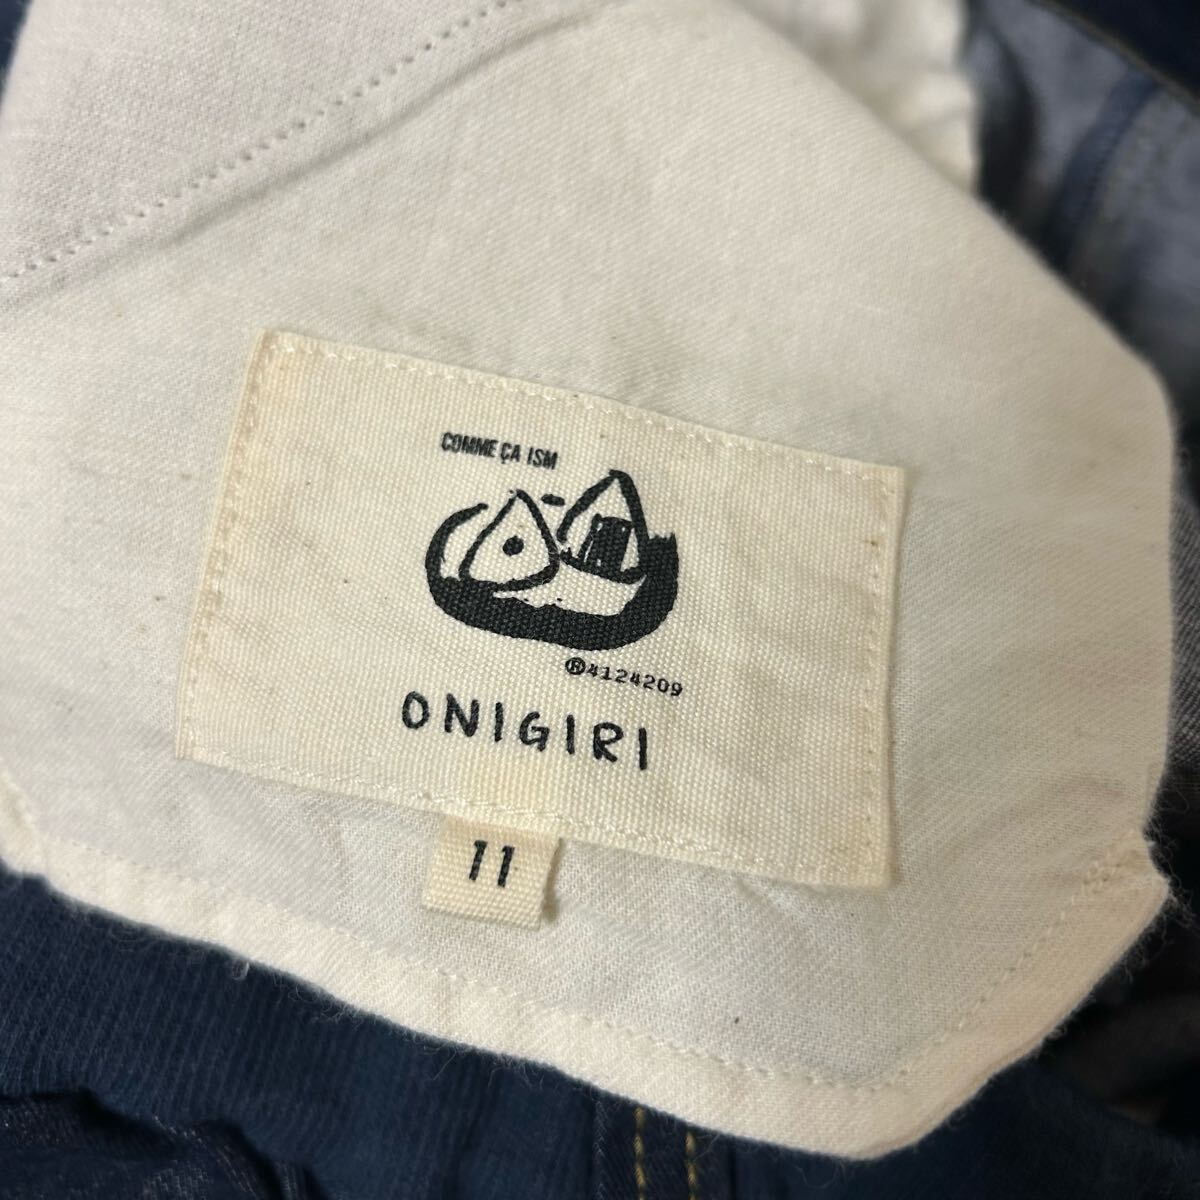 COMME ÇA ISM
®4124209
ONIGIRI
11